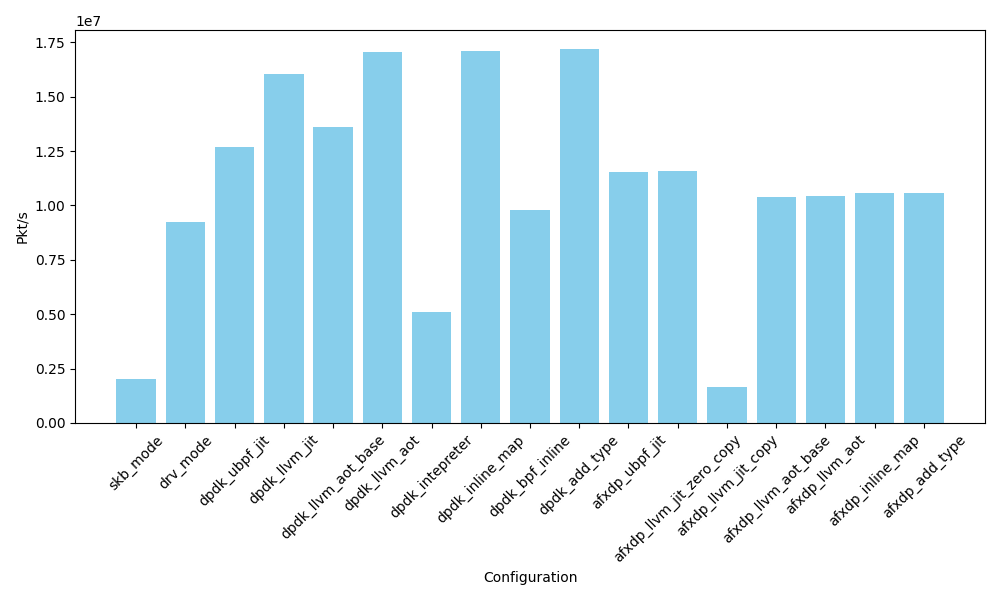 1e7
1.75
1.50
1.25
1.00
0.75
0.50
0.25
0.00
Pkt/s
skb_mode
drv_mode
dpdk_ubpf_jit
dpdk_llvm_jit
dpdk_llvm_aot_base
dpdk_llvm_aot
dpdk_intepreter
dpdk_inline_map
dpdk_bpf_inline
dpdk_add_type
afxdp_ubpf_jit
afxdp_llvm_jit_zero_copy
afxdp_llvm_jit_copy
afxdp_llvm_aot_base
afxdp_llvm_aot
afxdp_inline_map
afxdp_add_type
Configuration